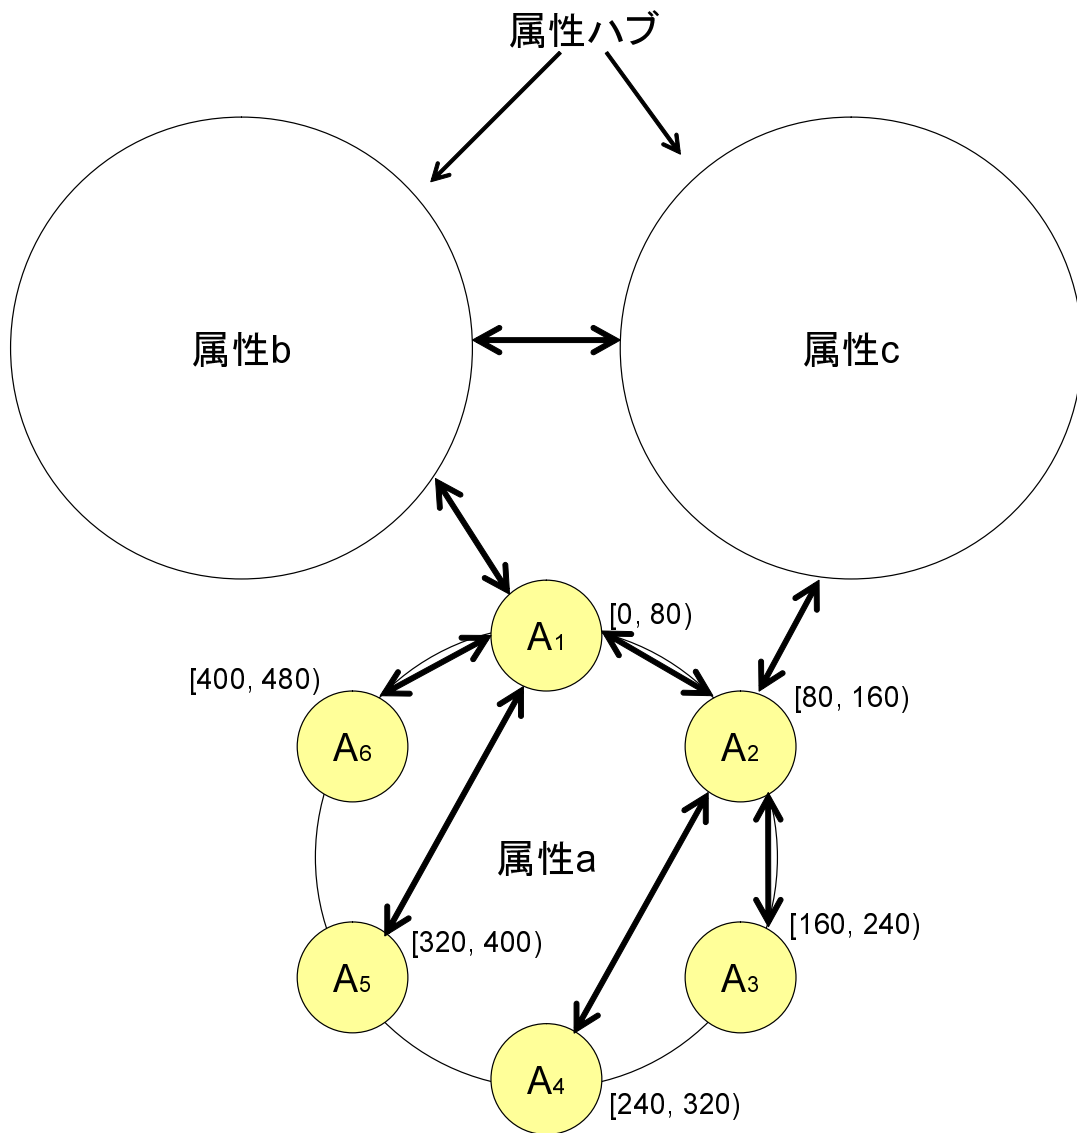 属性ハブ
属性b
属性c
A1
[0, 80)
[400, 480)
[80, 160)
A6
A2
属性a
[160, 240)
[320, 400)
A5
A3
A4
[240, 320)